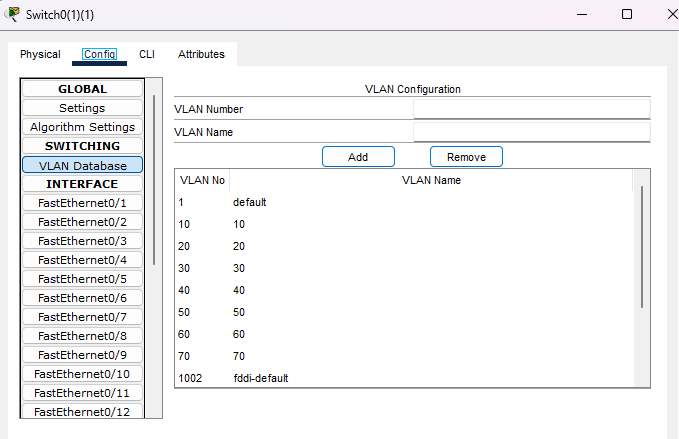 Switch0(1)(1)
Physical Config CLI Attributes
GLOBAL
Settings
Algorithm Settings
SWITCHING
VLAN Database
INTERFACE
FastEthernet0/1
FastEthernet0/2
FastEthernet0/3
FastEthernet0/4
FastEthernet0/5
FastEthernet0/6
FastEthernet0/7
FastEthernet0/8
FastEthernet0/9
FastEthernet0/10
FastEthernet0/11
FastEthernet0/12
VLAN Configuration
VLAN Number
VLAN Name
Add Remove
VLAN No VLAN Name
1 default
10 10
20 20
30 30
40 40
50 50
60 60
70 70
1002 fddi-default